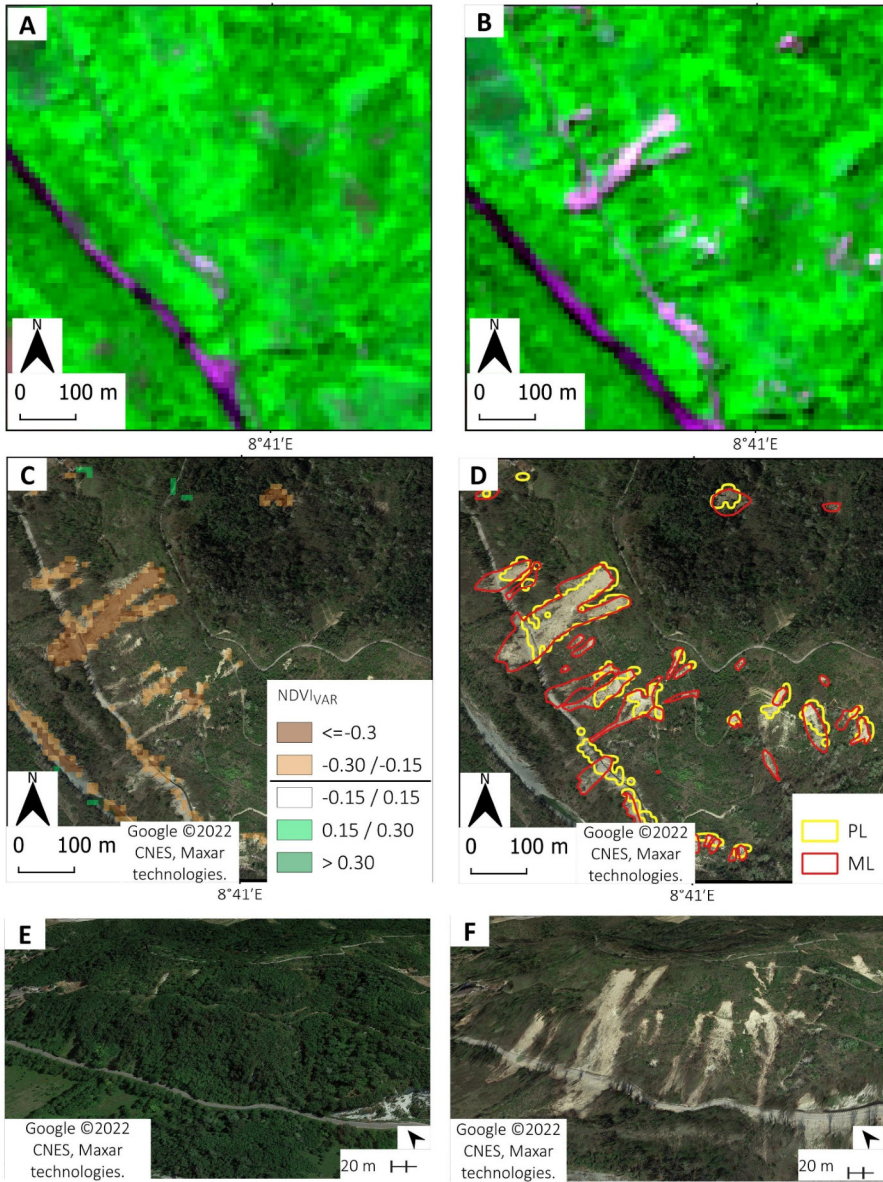 A
N
0 100 m
8°41'E
B
N
0 100 m
8°41'E
C
NDVIVAR
<=-0.3
-0.30 / -0.15
-0.15 / 0.15
0.15 / 0.30
> 0.30
N
0 100 m
Google ©2022
CNES, Maxar
technologies.
8°41'E
D
N
0 100 m
Google ©2022
CNES, Maxar
technologies.
PL
ML
8°41'E
E
Google ©2022
CNES, Maxar
technologies.
20 m
F
Google ©2022
CNES, Maxar
technologies.
20 m